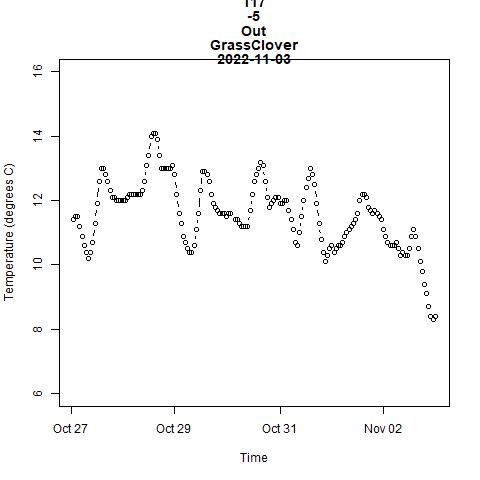 -5
Out
GrassClover
2022-11-03
16
14
12
10
8
6
Temperature (degrees C)
Oct 27
Oct 29
Oct 31
Nov 02
Time